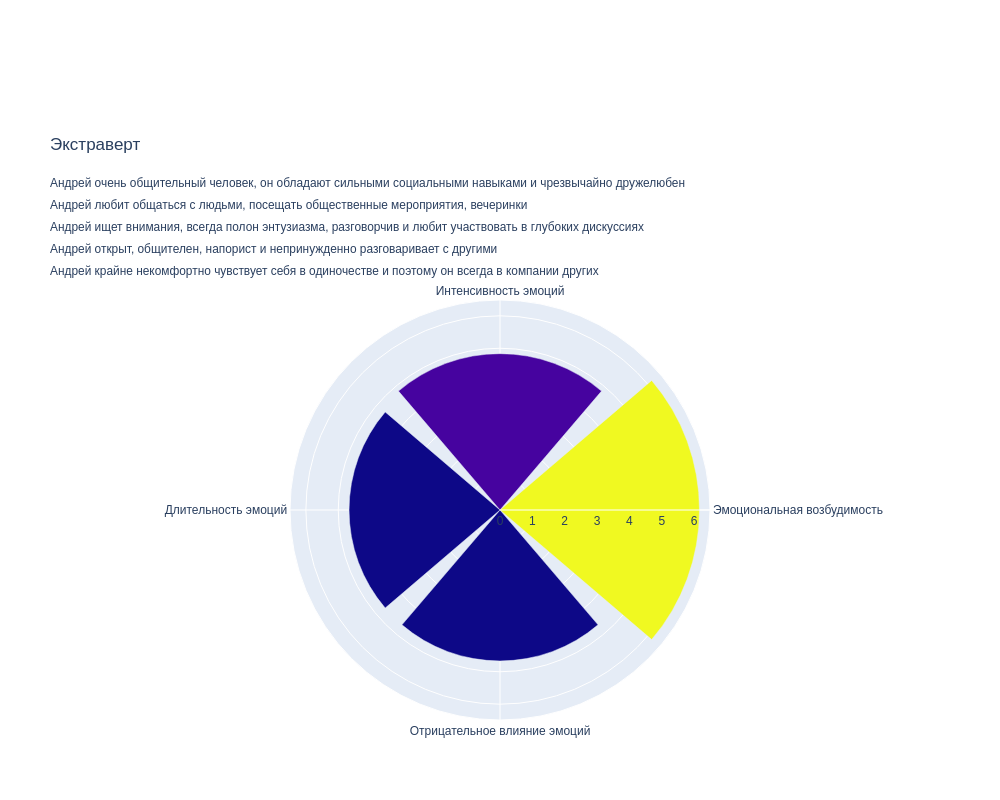 Экстраверт
Андрей очень общительный человек, он обладают сильными социальными навыками и чрезвычайно дружелюбен
Андрей любит общаться с людьми, посещать общественные мероприятия, вечеринки
Андрей ищет внимания, всегда полон энтузиазма, разговорчив и любит участвовать в глубоких дискуссиях
Андрей открыт, общителен, напорист и непринужденно разговаривает с другими
Андрей крайне некомфортно чувствует себя в одиночестве и поэтому он всегда в компании других
Интенсивность эмоций
Длительность эмоций
Эмоциональная возбудимость
0 1 2 3 4 5 6
Отрицательное влияние эмоций